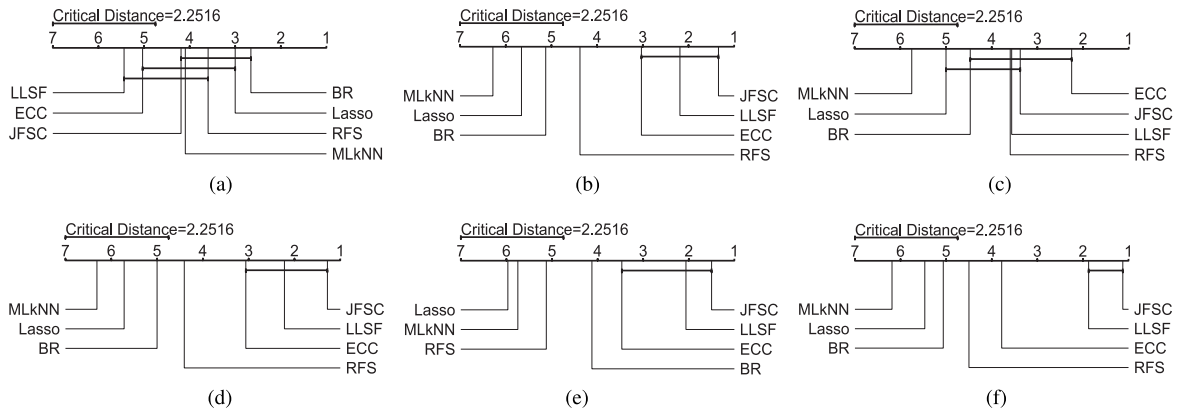 Critical Distance=2.2516
7 6 5 4 3 2 1
LLSF
ECC
JFSC
BR
Lasso
RFS
MLkNN
(a)
Critical Distance=2.2516
7 6 5 4 3 2 1
MLkNN
Lasso
BR
JFSC
LLSF
ECC
RFS
(b)
Critical Distance=2.2516
7 6 5 4 3 2 1
MLkNN
Lasso
BR
ECC
JFSC
LLSF
RFS
(c)
Critical Distance=2.2516
7 6 5 4 3 2 1
MLkNN
Lasso
BR
JFSC
LLSF
ECC
RFS
(d)
Critical Distance=2.2516
7 6 5 4 3 2 1
Lasso
MLkNN
RFS
JFSC
LLSF
ECC
BR
(e)
Critical Distance=2.2516
7 6 5 4 3 2 1
MLkNN
Lasso
BR
JFSC
LLSF
ECC
RFS
(f)